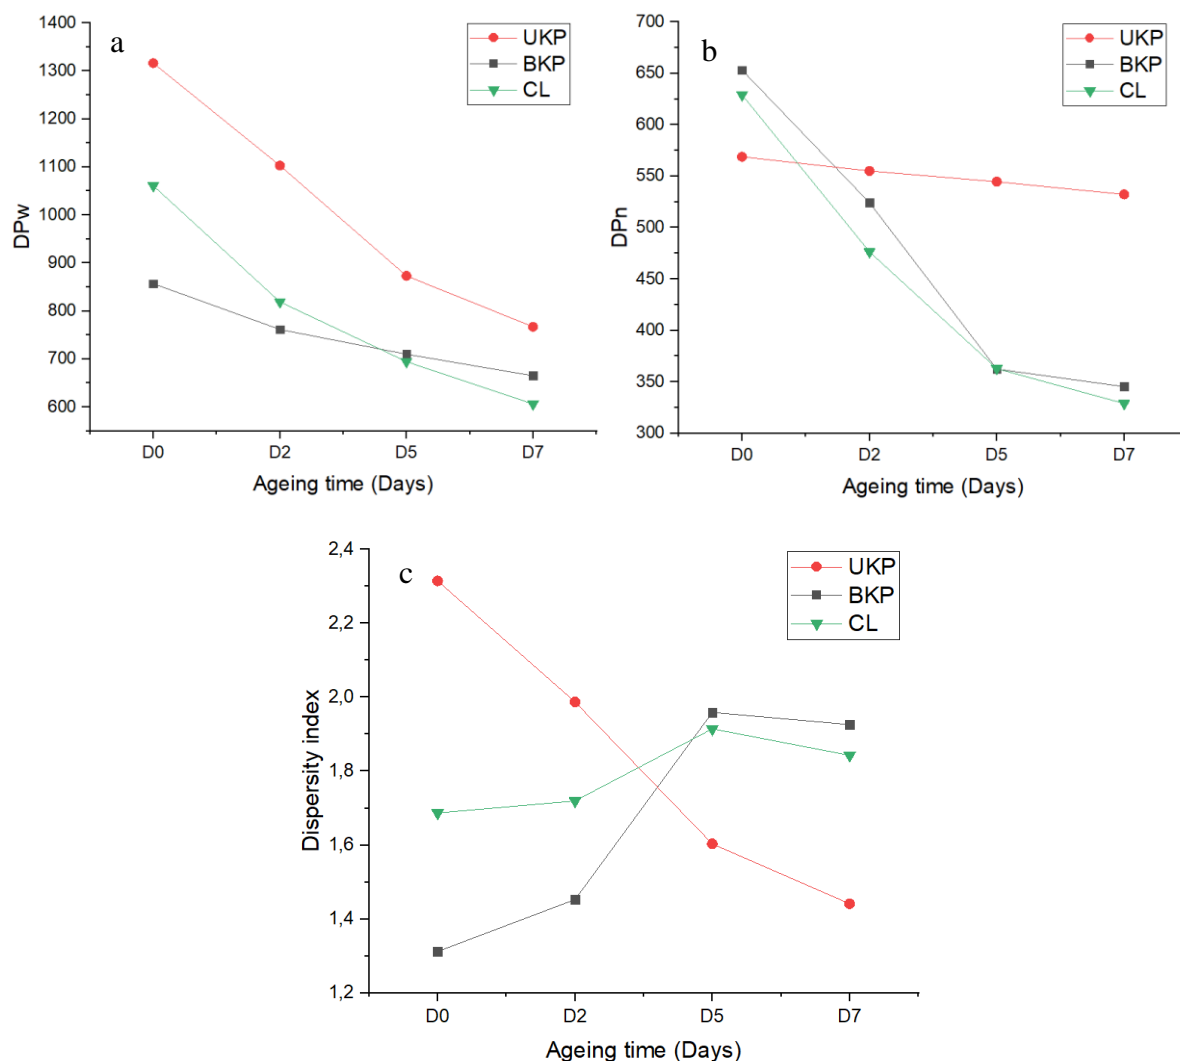 a
1400
1300
1200
1100
1000
900
800
700
600
DPw
D0 D2 D5 D7
Ageing time (Days)
UKP
BKP
CL
b
700
650
600
550
500
450
400
350
300
DPn
D0 D2 D5 D7
Ageing time (Days)
UKP
BKP
CL
c
2,4
2,2
2,0
1,8
1,6
1,4
1,2
Dispersity index
D0 D2 D5 D7
Ageing time (Days)
UKP
BKP
CL